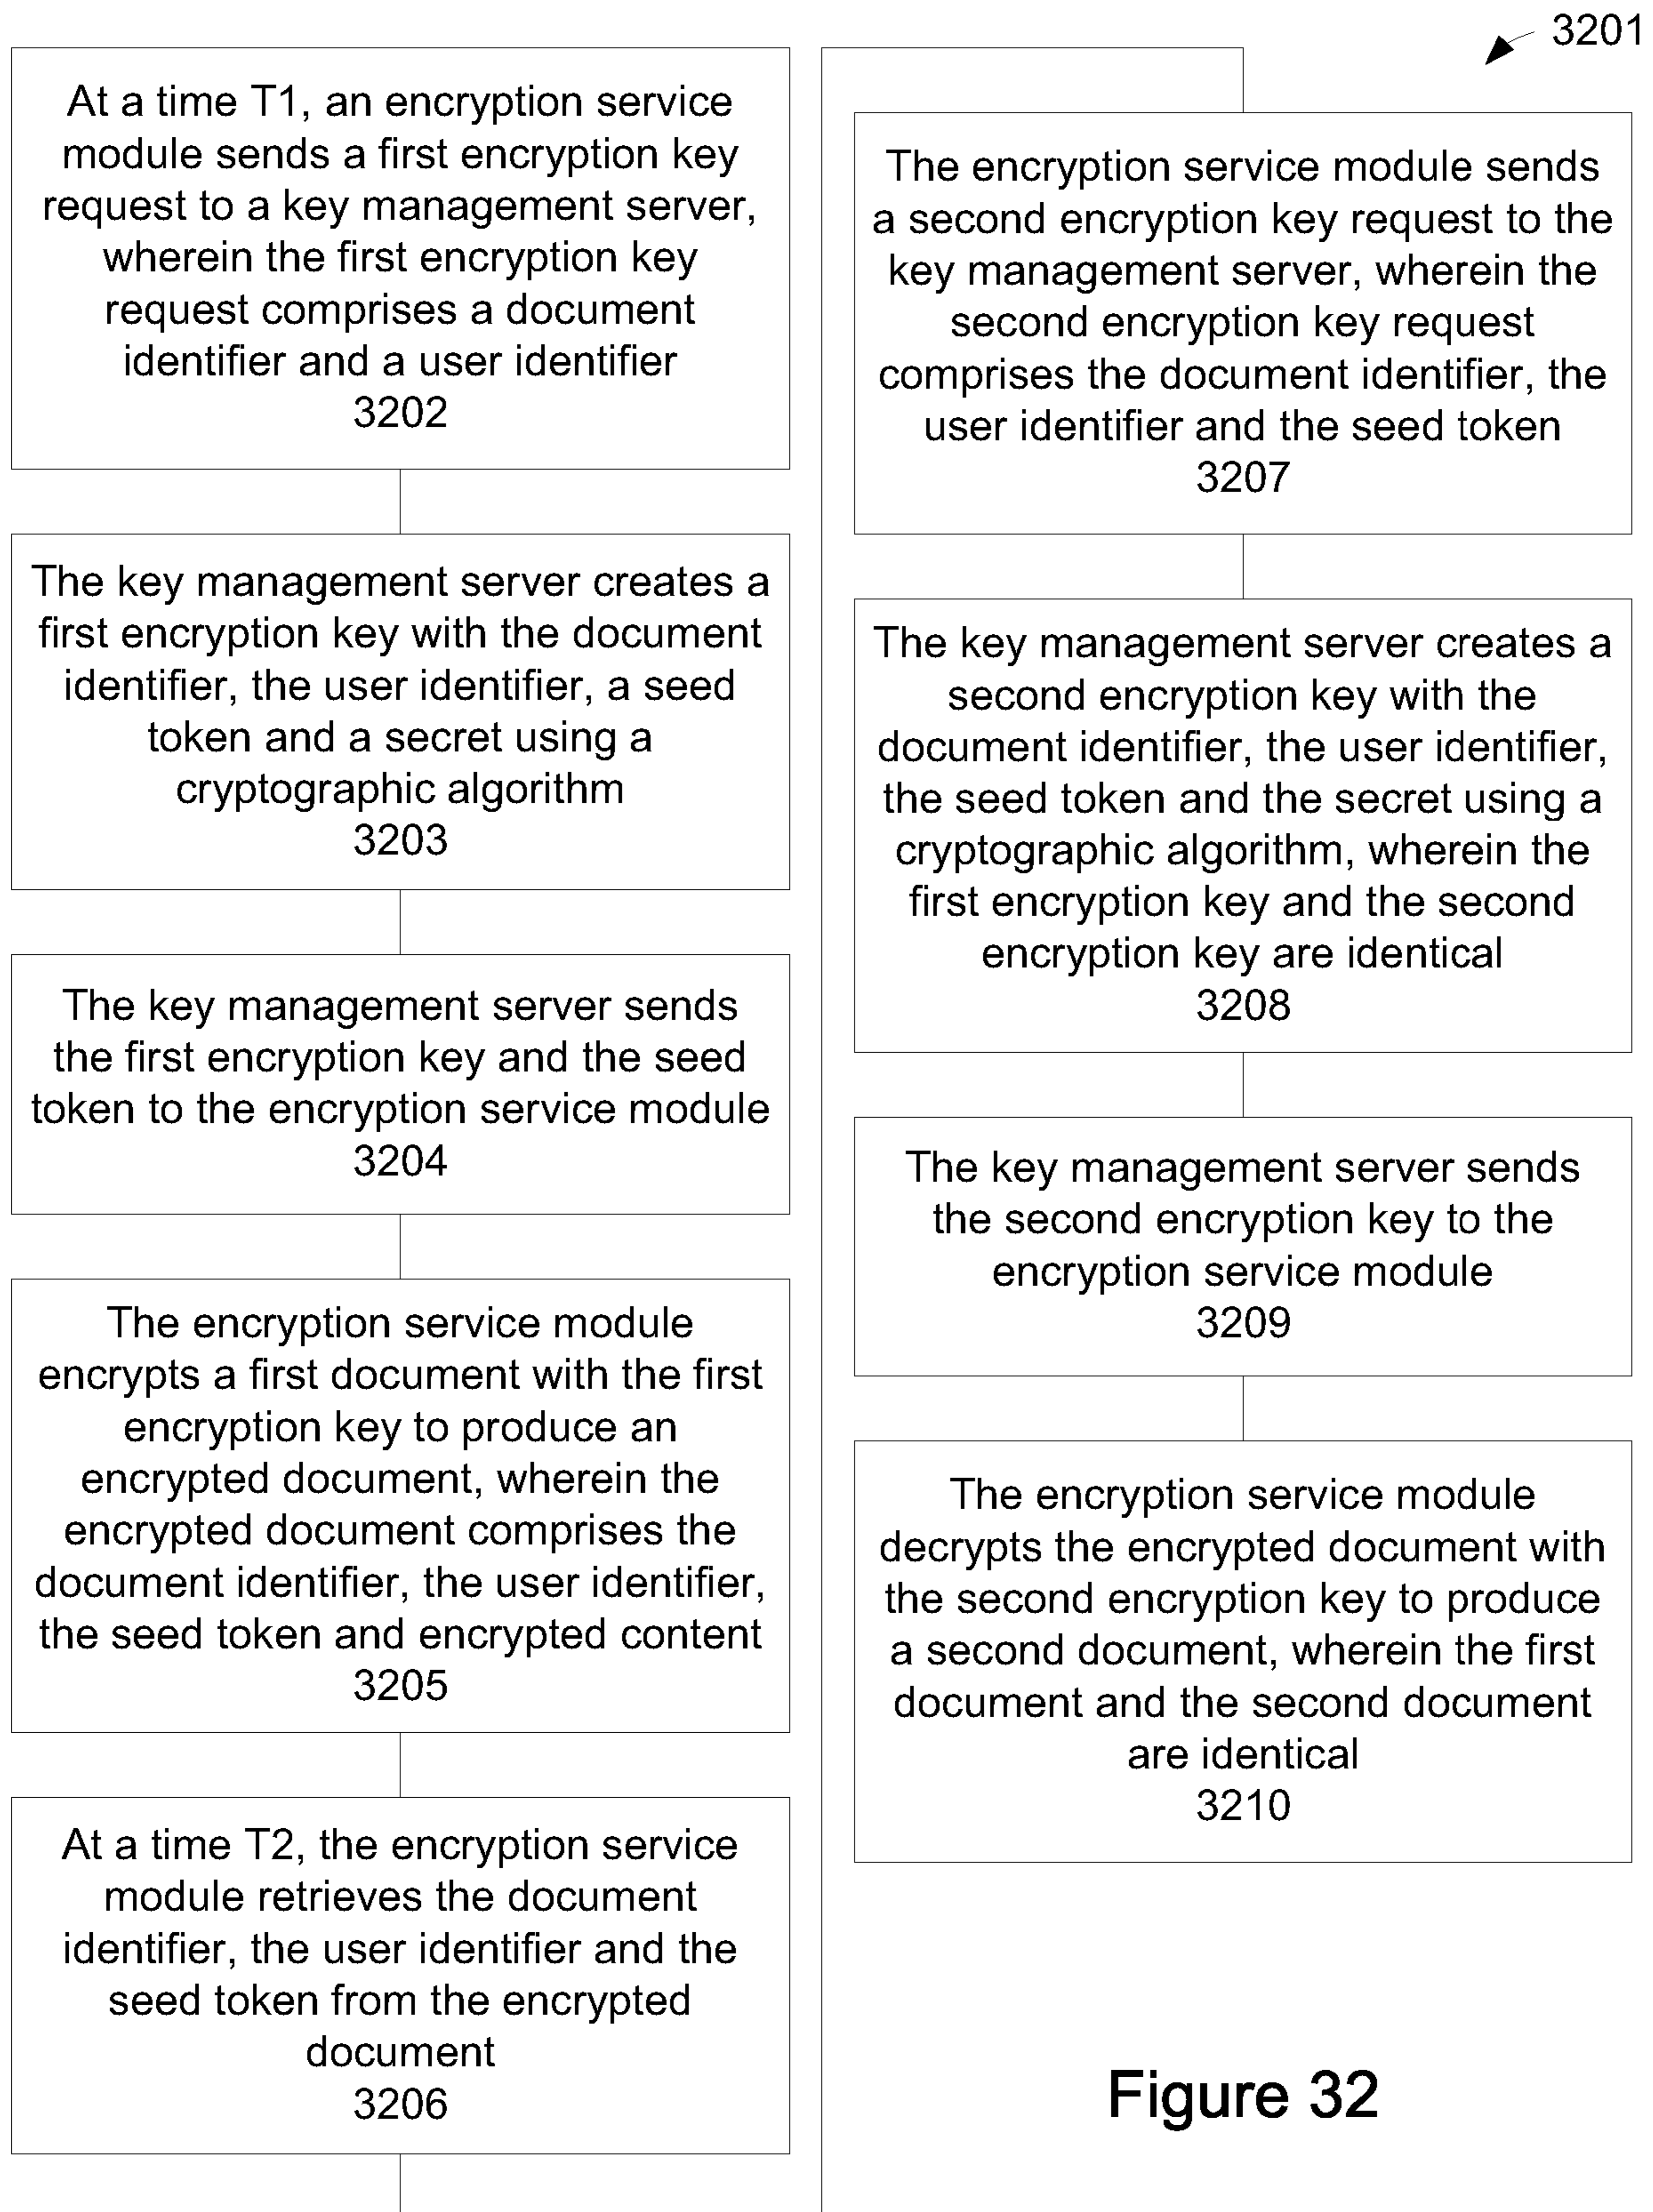 3201
At a time T1, an encryption service
module sends a first encryption key
request to a key management server,
wherein the first encryption key
request comprises a document
identifier and a user identifier
3202
The key management server creates a
first encryption key with the document
identifier, the user identifier, a seed
token and a secret using a
cryptographic algorithm
3203
The key management server sends
the first encryption key and the seed
token to the encryption service module
3204
The encryption service module
encrypts a first document with the first
encryption key to produce an
encrypted document, wherein the
encrypted document comprises the
document identifier, the user identifier,
the seed token and encrypted content
3205
At a time T2, the encryption service
module retrieves the document
identifier, the user identifier and the
seed token from the encrypted
document
3206
The encryption service module sends
a second encryption key request to the
key management server, wherein the
second encryption key request
comprises the document identifier, the
user identifier and the seed token
3207
The key management server creates a
second encryption key with the
document identifier, the user identifier,
the seed token and the secret using a
cryptographic algorithm, wherein the
first encryption key and the second
encryption key are identical
3208
The key management server sends
the second encryption key to the
encryption service module
3209
The encryption service module
decrypts the encrypted document with
the second encryption key to produce
a second document, wherein the first
document and the second document
are identical
3210
Figure 32